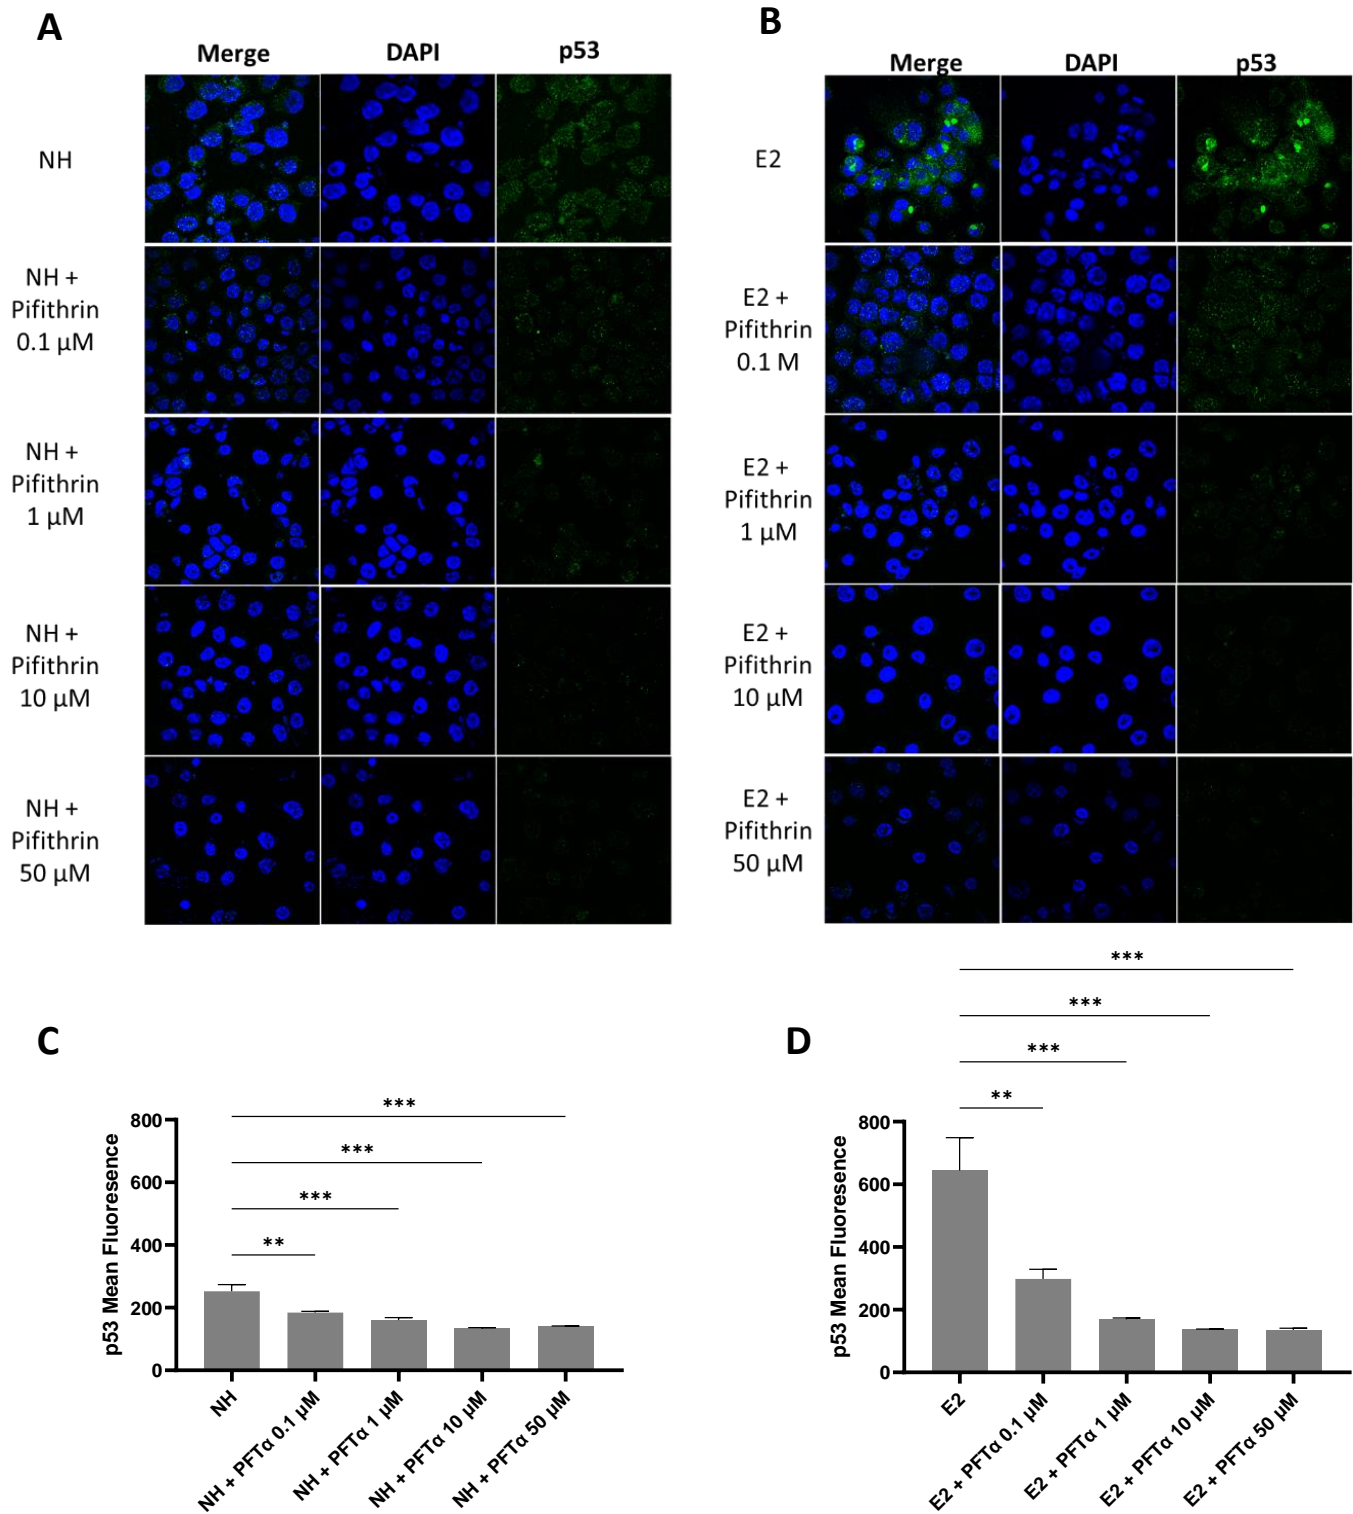 A
Merge DAPI p53
NH
NH +
Pifithrin
0.1 µM
NH +
Pifithrin
1 µM
NH +
Pifithrin
10 µM
NH +
Pifithrin
50 µM
B
Merge DAPI p53
E2
E2 +
Pifithrin
0.1 M
E2 +
Pifithrin
1 µM
E2 +
Pifithrin
10 µM
E2 +
Pifithrin
50 µM
C
***
***
***
**
p53 Mean Fluoresence
800
600
400
200
0
NH
NH + PFTα 0.1 µM
NH + PFTα 1 µM
NH + PFTα 10 µM
NH + PFTα 50 µM
D
***
***
***
**
p53 Mean Fluoresence
800
600
400
200
0
E2
E2 + PFTα 0.1 µM
E2 + PFTα 1 µM
E2 + PFTα 10 µM
E2 + PFTα 50 µM